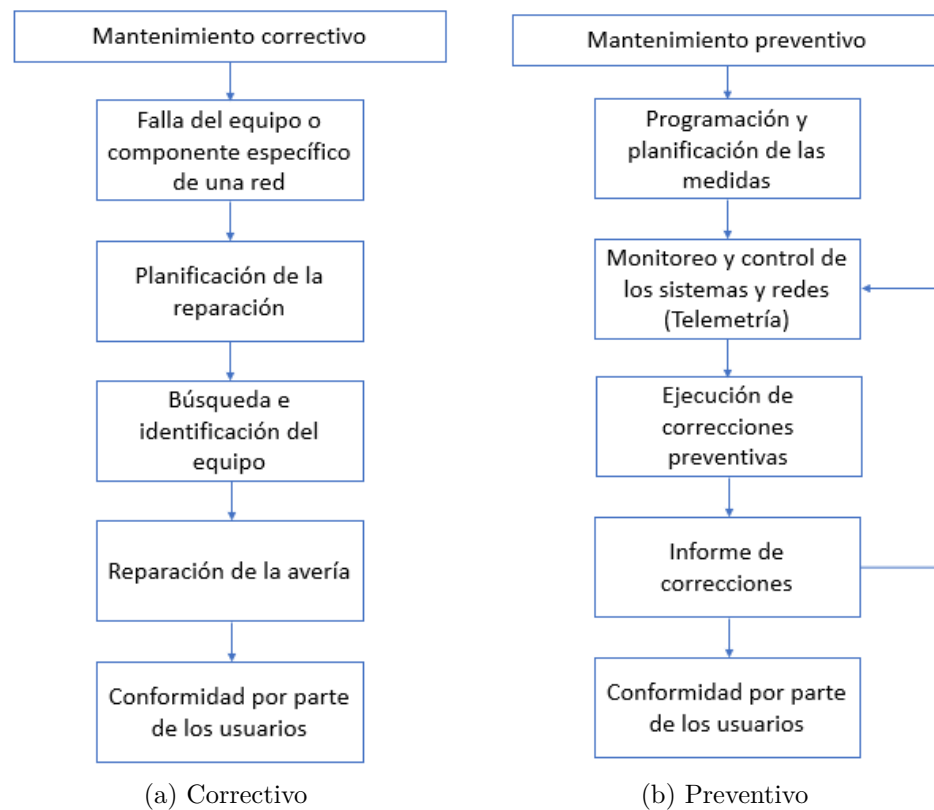 Mantenimiento correctivo
Falla del equipo o
componente específico
de una red
Planificación de la
reparación
Búsqueda e
identificación del
equipo
Reparación de la avería
Conformidad por parte
de los usuarios
(a) Correctivo
Mantenimiento preventivo
Programación y
planificación de las
medidas
Monitoreo y control de
los sistemas y redes
(Telemetría)
Ejecución de
correcciones
preventivas
Informe de
correcciones
Conformidad por parte
de los usuarios
(b) Preventivo